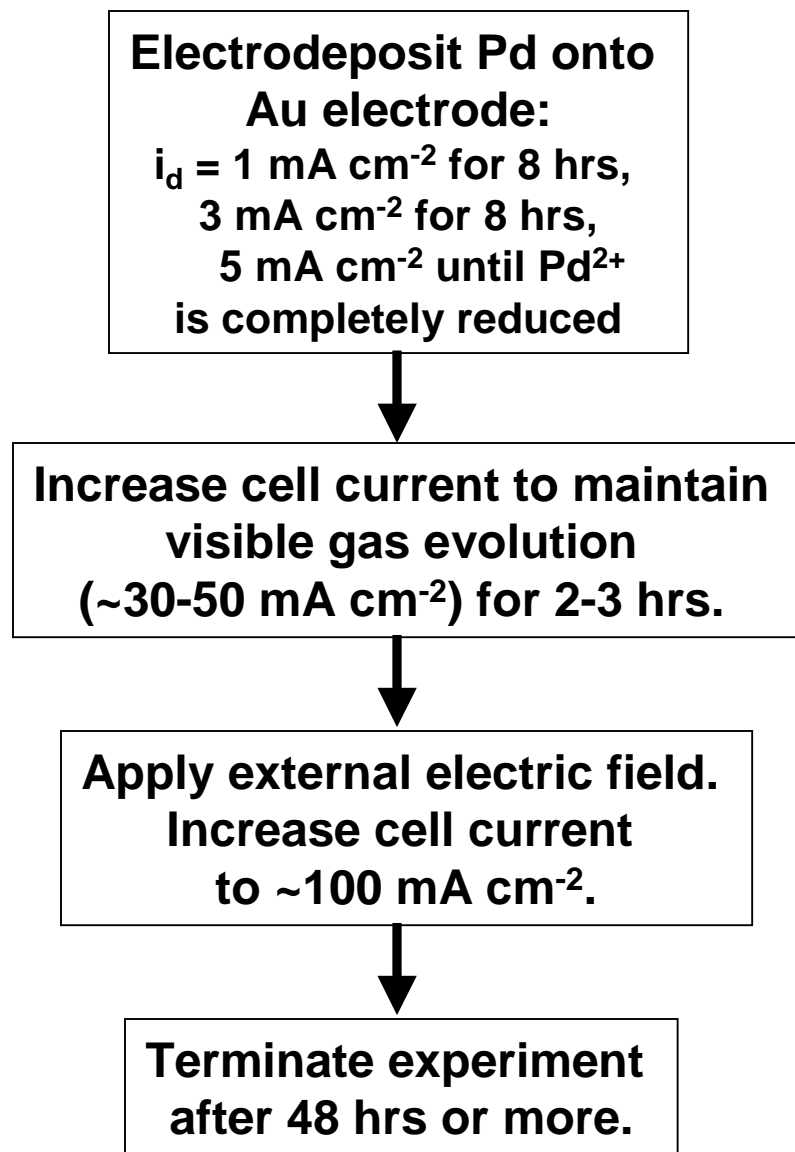 Electrodeposit Pd onto
Au electrode:
i_d = 1 mA cm⁻² for 8 hrs,
3 mA cm⁻² for 8 hrs,
5 mA cm⁻² until Pd²⁺
is completely reduced
Increase cell current to maintain
visible gas evolution
(~30-50 mA cm⁻²) for 2-3 hrs.
Apply external electric field.
Increase cell current
to ~100 mA cm⁻².
Terminate experiment
after 48 hrs or more.